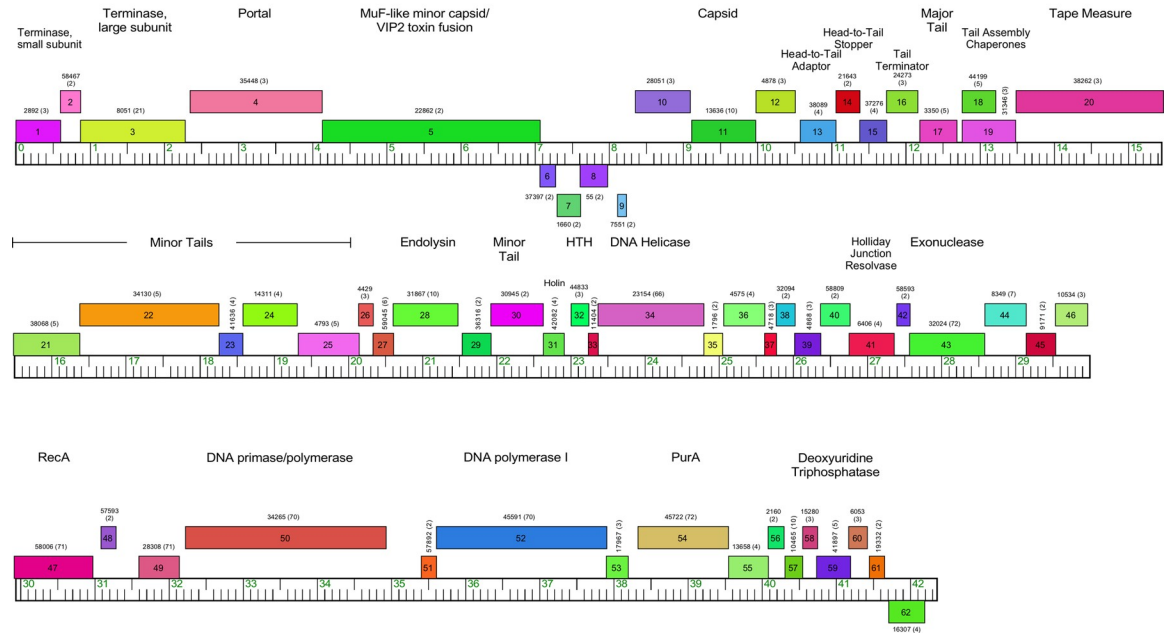 Terminase,
small subunit
Terminase,
large subunit
Portal
MuF-like minor capsid/
VIP2 toxin fusion
Capsid
Head-to-Tail
Adaptor
Head-to-Tail
Stopper
Tail
Terminator
Major
Tail
Tail Assembly
Chaperones
Tape Measure
58467
(2)
35448 (3)
28051 (3)
4878 (3)
21643
(2)
24273
(3)
44199
(5)
38262 (3)
2 4 10 12 14 16 18 20
2892 (3)
8051 (21)
22862 (2)
13636 (10)
38089
(4)
37276
(4)
3350 (5)
31346 (3)
1 3 5 11 13 15 17 19
0 1 2 3 4 5 6 7 8 9 10 11 12 13 14 15
6 8
37397 (2)
55 (2)
7 9
1660 (2)
7551 (2)
Minor Tails
Endolysin
Minor
Tail
Holin
HTH
DNA Helicase
Holliday
Junction
Resolvase
Exonuclease
34130 (5)
14311 (4)
4429
(3)
31867 (10)
30945 (2)
44833
(3)
23154 (66)
4575 (4)
32094
(2)
58809
(2)
58593
(2)
8349 (7)
10534 (3)
22 24 26 28 30 32 34 36 38 40 42 44 46
38068 (5)
41636 (4)
4793 (5)
59045 (6)
36316 (2)
42082 (4)
11404 (2)
1796 (2)
4718 (3)
4868 (3)
6406 (4)
32024 (72)
9171 (2)
21 23 25 27 29 31 33 35 37 39 41 43 45
16 17 18 19 20 21 22 23 24 25 26 27 28 29
RecA
DNA primase/polymerase
DNA polymerase I
PurA
Deoxyuridine
Triphosphatase
57593
(2)
34265 (70)
45591 (70)
45722 (72)
2160
(2)
15280
(3)
6053
(3)
48 50 52 54 56 58 60
58006 (71)
28308 (71)
57892 (2)
17967 (3)
13658 (4)
10465 (10)
41897 (5)
19332 (2)
47 49 51 53 55 57 59 61
30 31 32 33 34 35 36 37 38 39 40 41 42
62
16307 (4)